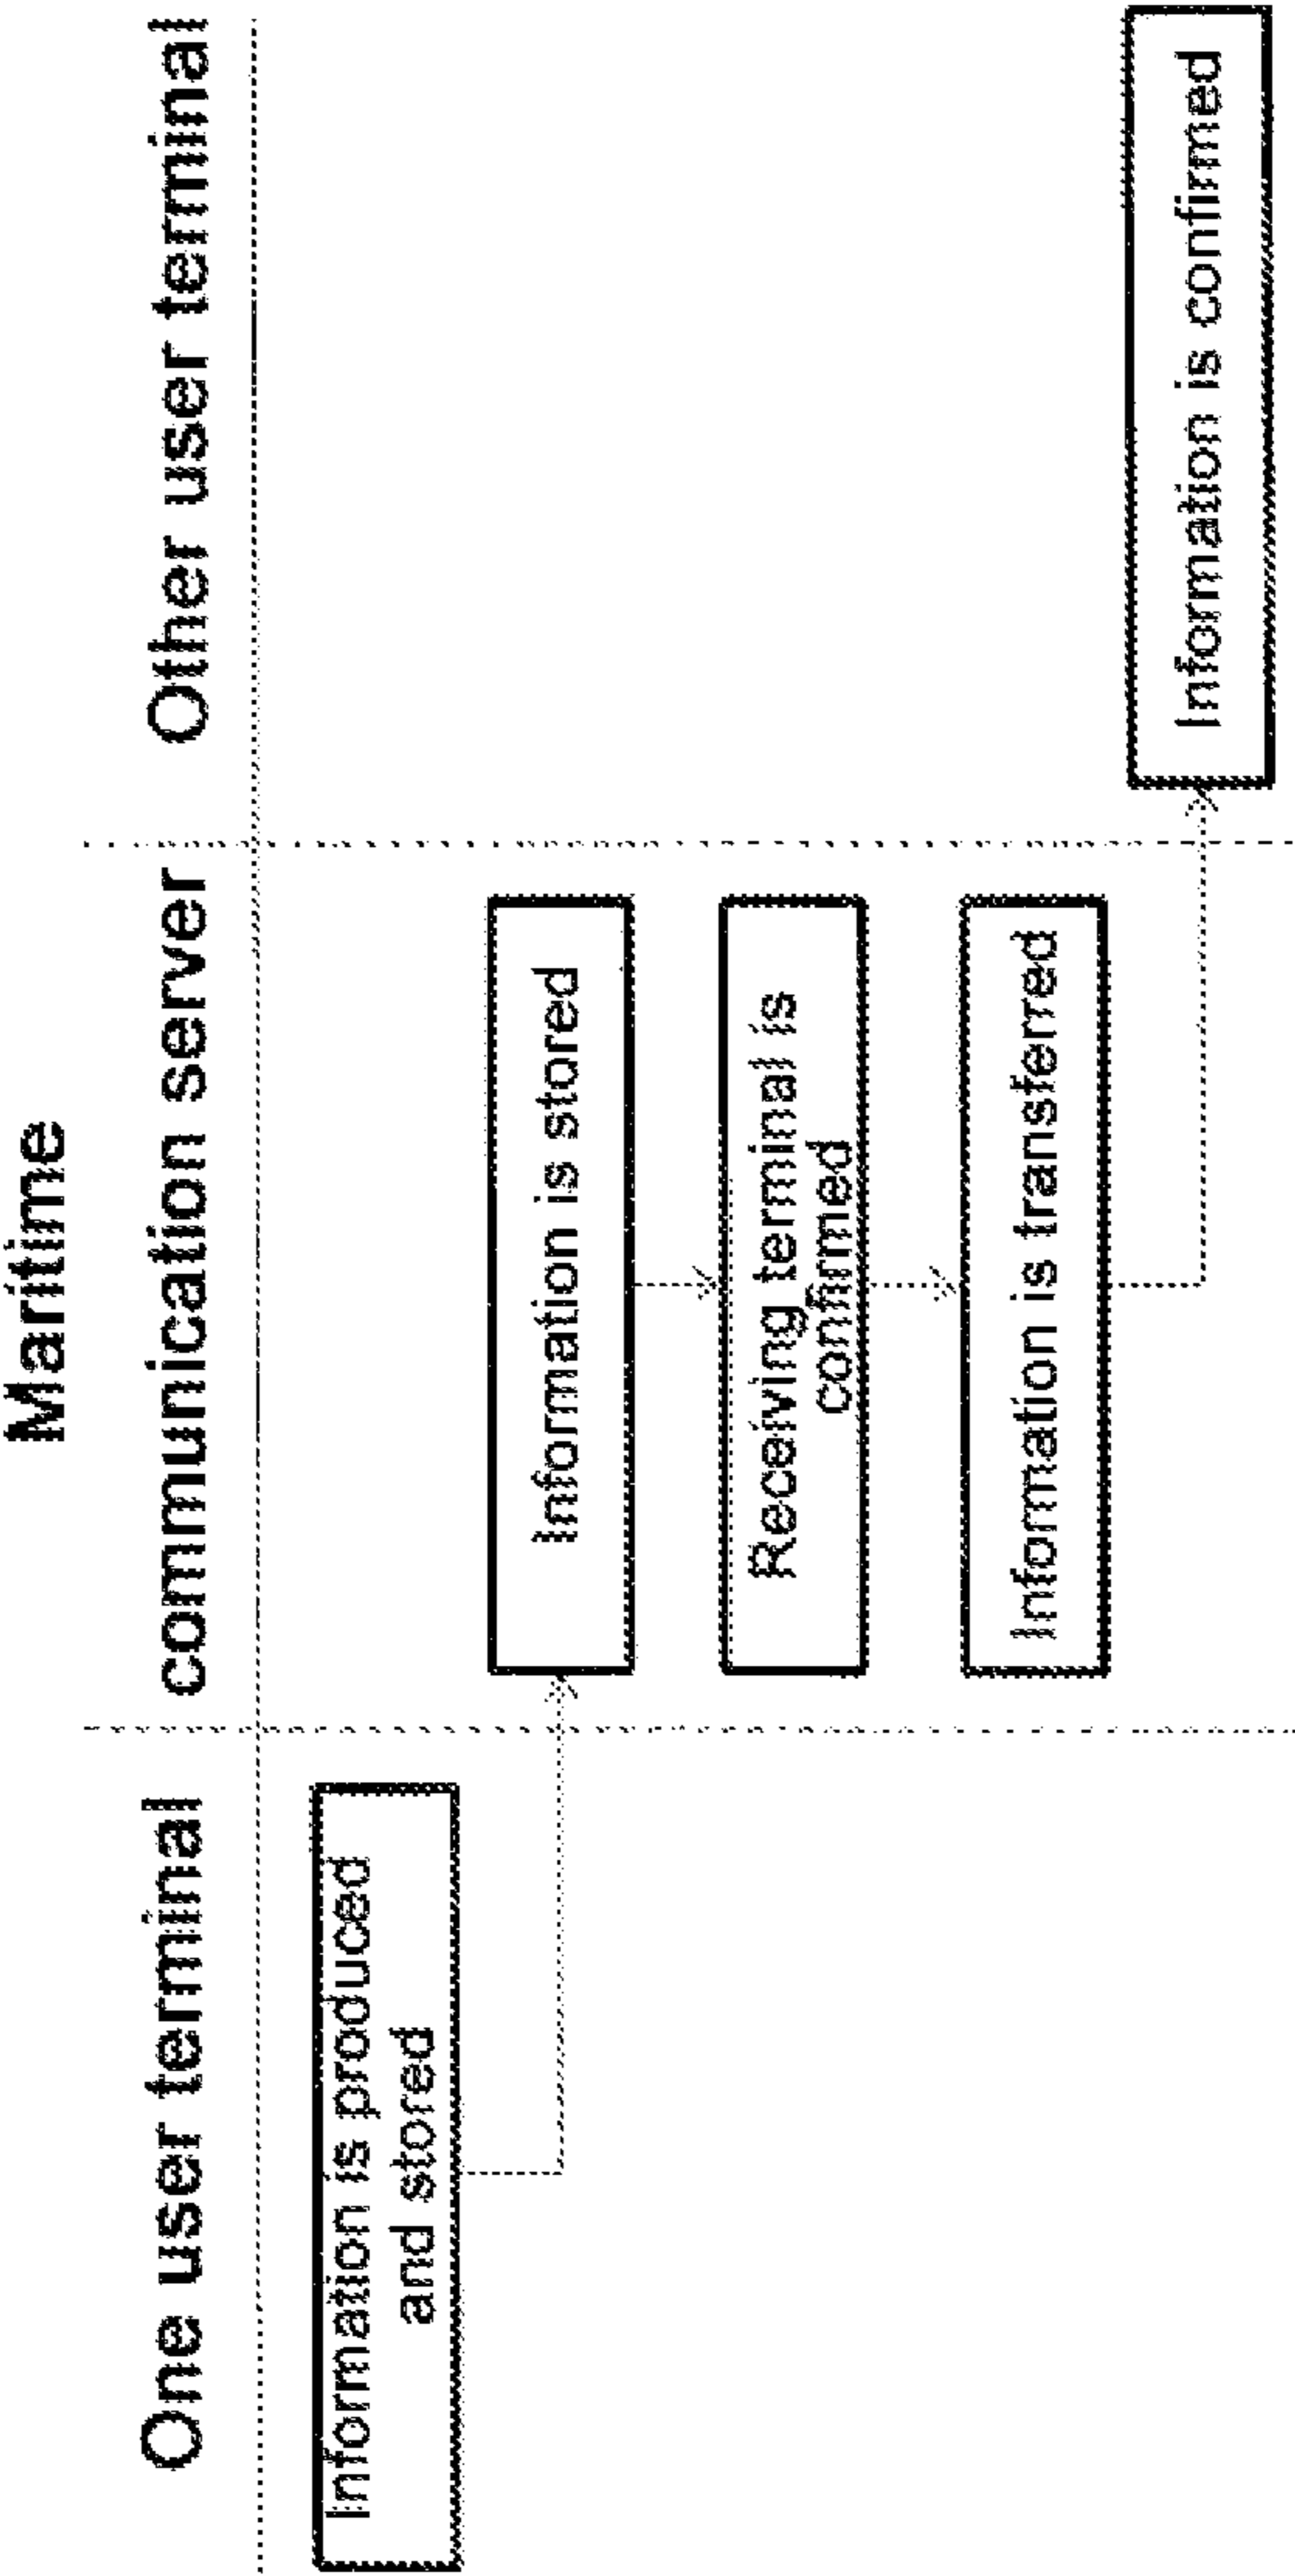 One user terminal
Maritime
communication server
Other user terminal
Information is produced
and stored
Information is stored
Receiving terminal is
confirmed
Information is transferred
Information is confirmed